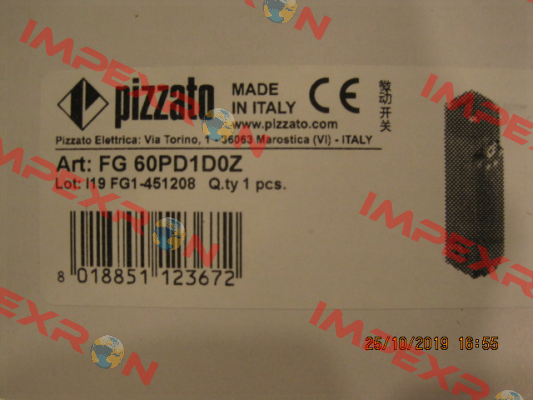 pizzato
MADE
IN ITALY
CE
www.pizzato.com
微动开关
Pizzato Elettrica: Via Torino, 1 - 36063 Marostica (VI) - ITALY
Art: FG 60PD1D0Z
Lot: I19 FG1-451208 Q.ty 1 pcs.
8 018851 123672
25/10/2019 16:55
IMPEXRON
IMPEXRON
IMPEXRON
IMPEXRON
IMPEXRON